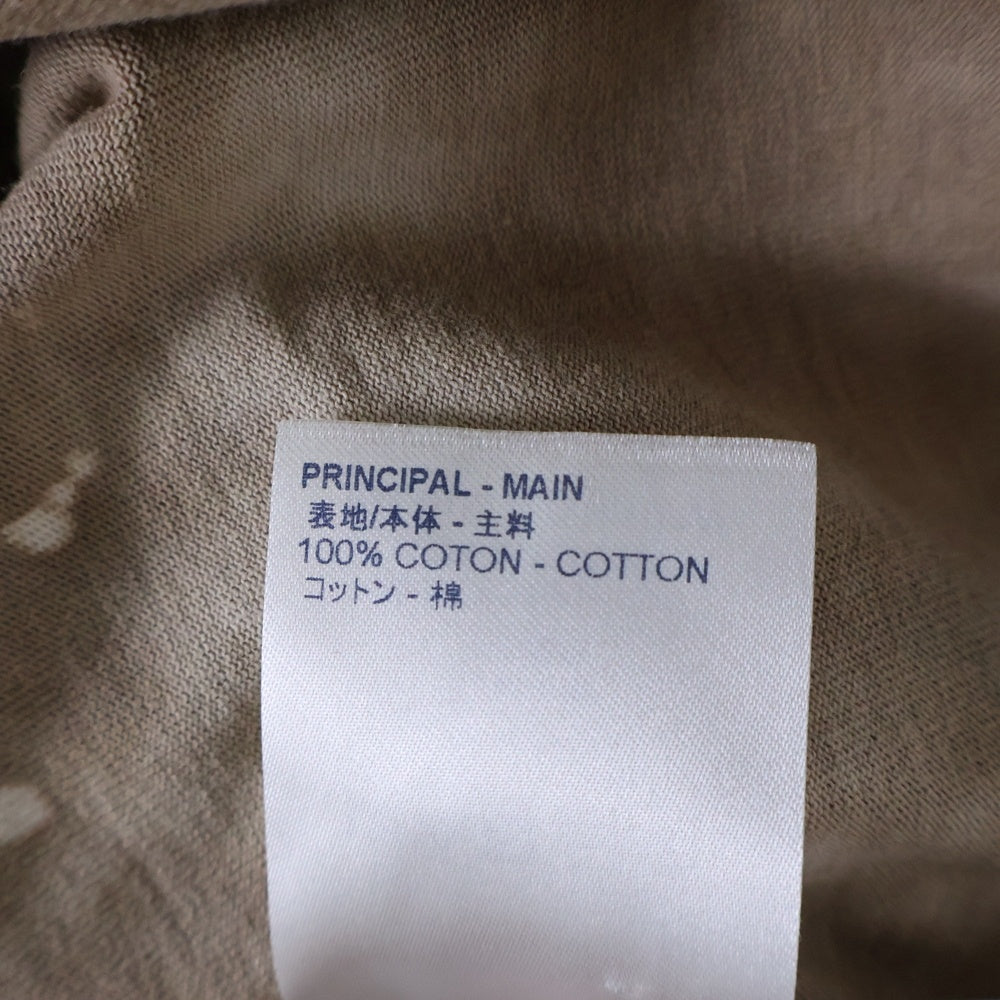 PRINCIPAL - MAIN
表地/本体 - 主料
100% COTON - COTTON
コットン - 棉